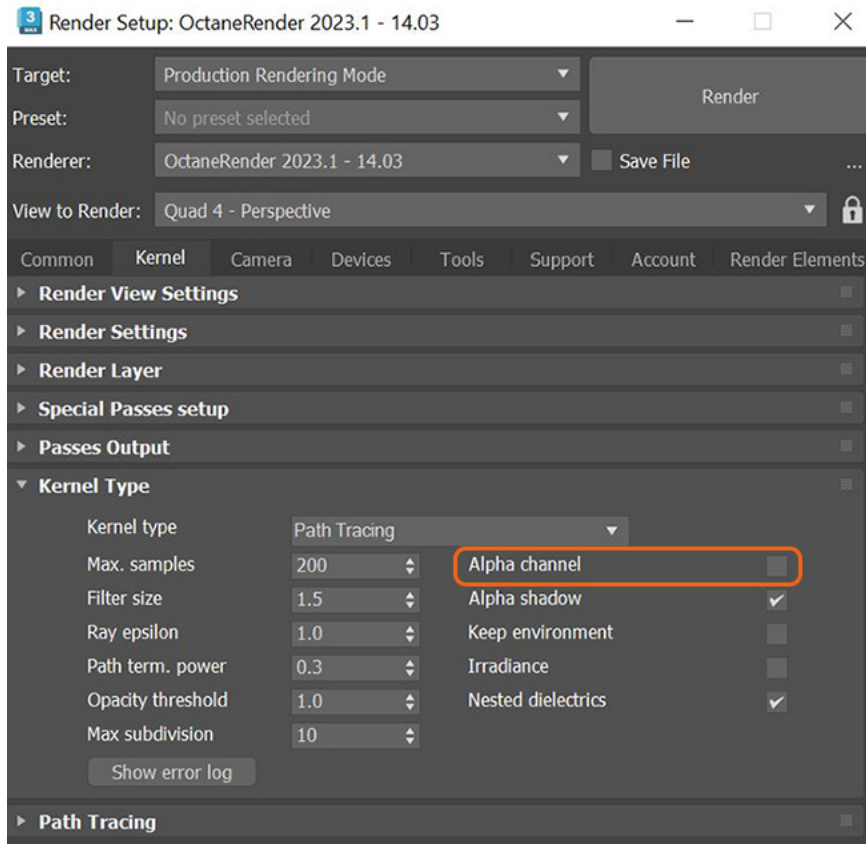 3 MAX Render Setup: OctaneRender 2023.1 - 14.03
Target: Production Rendering Mode
Render
Preset: No preset selected
Renderer: OctaneRender 2023.1 - 14.03 Save File ...
View to Render: Quad 4 - Perspective
Common Kernel Camera Devices Tools Support Account Render Elements
Render View Settings
Render Settings
Render Layer
Special Passes setup
Passes Output
Kernel Type
Kernel type Path Tracing
Max. samples 200 Alpha channel
Filter size 1.5 Alpha shadow
Ray epsilon 1.0 Keep environment
Path term. power 0.3 Irradiance
Opacity threshold 1.0 Nested dielectrics
Max subdivision 10
Show error log
Path Tracing